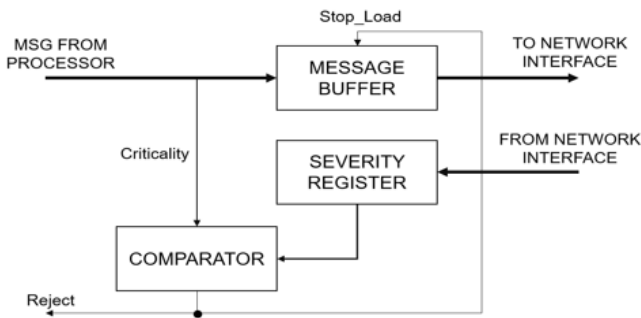 Stop_Load
MSG FROM
PROCESSOR
MESSAGE
BUFFER
TO NETWORK
INTERFACE
Criticality
SEVERITY
REGISTER
FROM NETWORK
INTERFACE
COMPARATOR
Reject